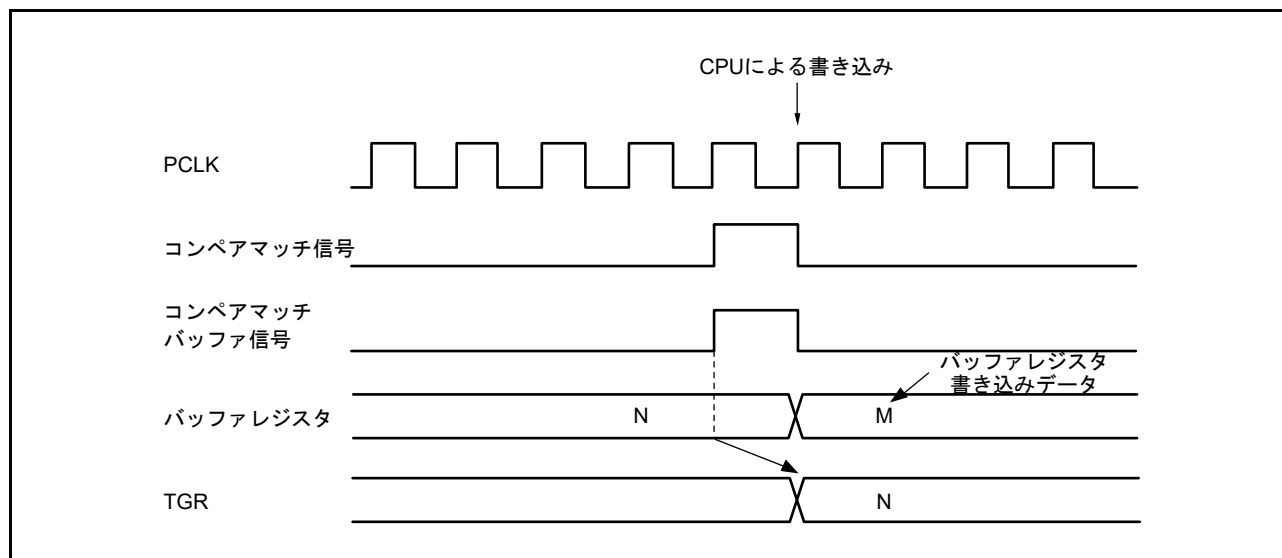 CPUによる書き込み
PCLK
コンペアマッチ信号
コンペアマッチ
バッファ信号
バッファレジスタ
書き込みデータ
バッファレジスタ
N
M
TGR
N